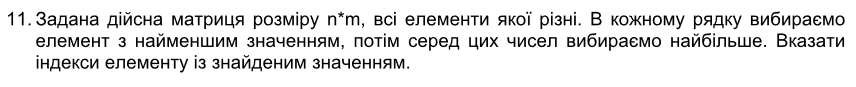 11. Задана дійсна матриця розміру n*m, всі елементи якої різні. В кожному рядку вибираємо
елемент з найменшим значенням, потім серед цих чисел вибираємо найбільше. Вказати
індекси елементу із знайденим значенням.